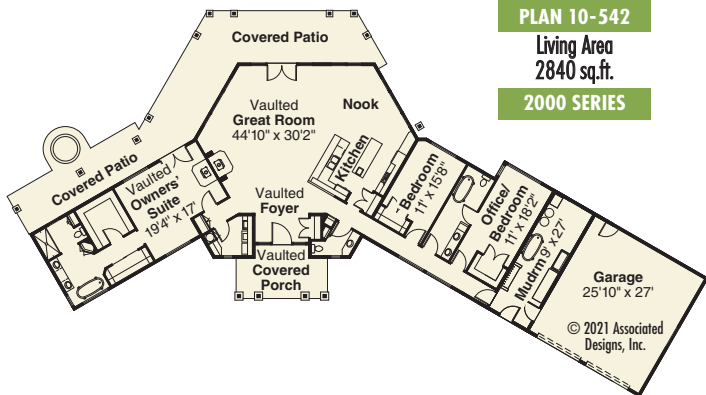 PLAN 10-542
Living Area
2840 sq.ft.
2000 SERIES
Covered Patio
Vaulted
Great Room
44'10" x 30'2"
Nook
Kitchen
Covered Patio
Vaulted
Owners'
Suite
19'4" x 17'
Vaulted
Foyer
Vaulted
Covered
Porch
Bedroom
11' x 15'8"
Office/
Bedroom
11' x 18'2"
Mudrm
9' x 27'
Garage
25'10" x 27'
© 2021 Associated
Designs, Inc.